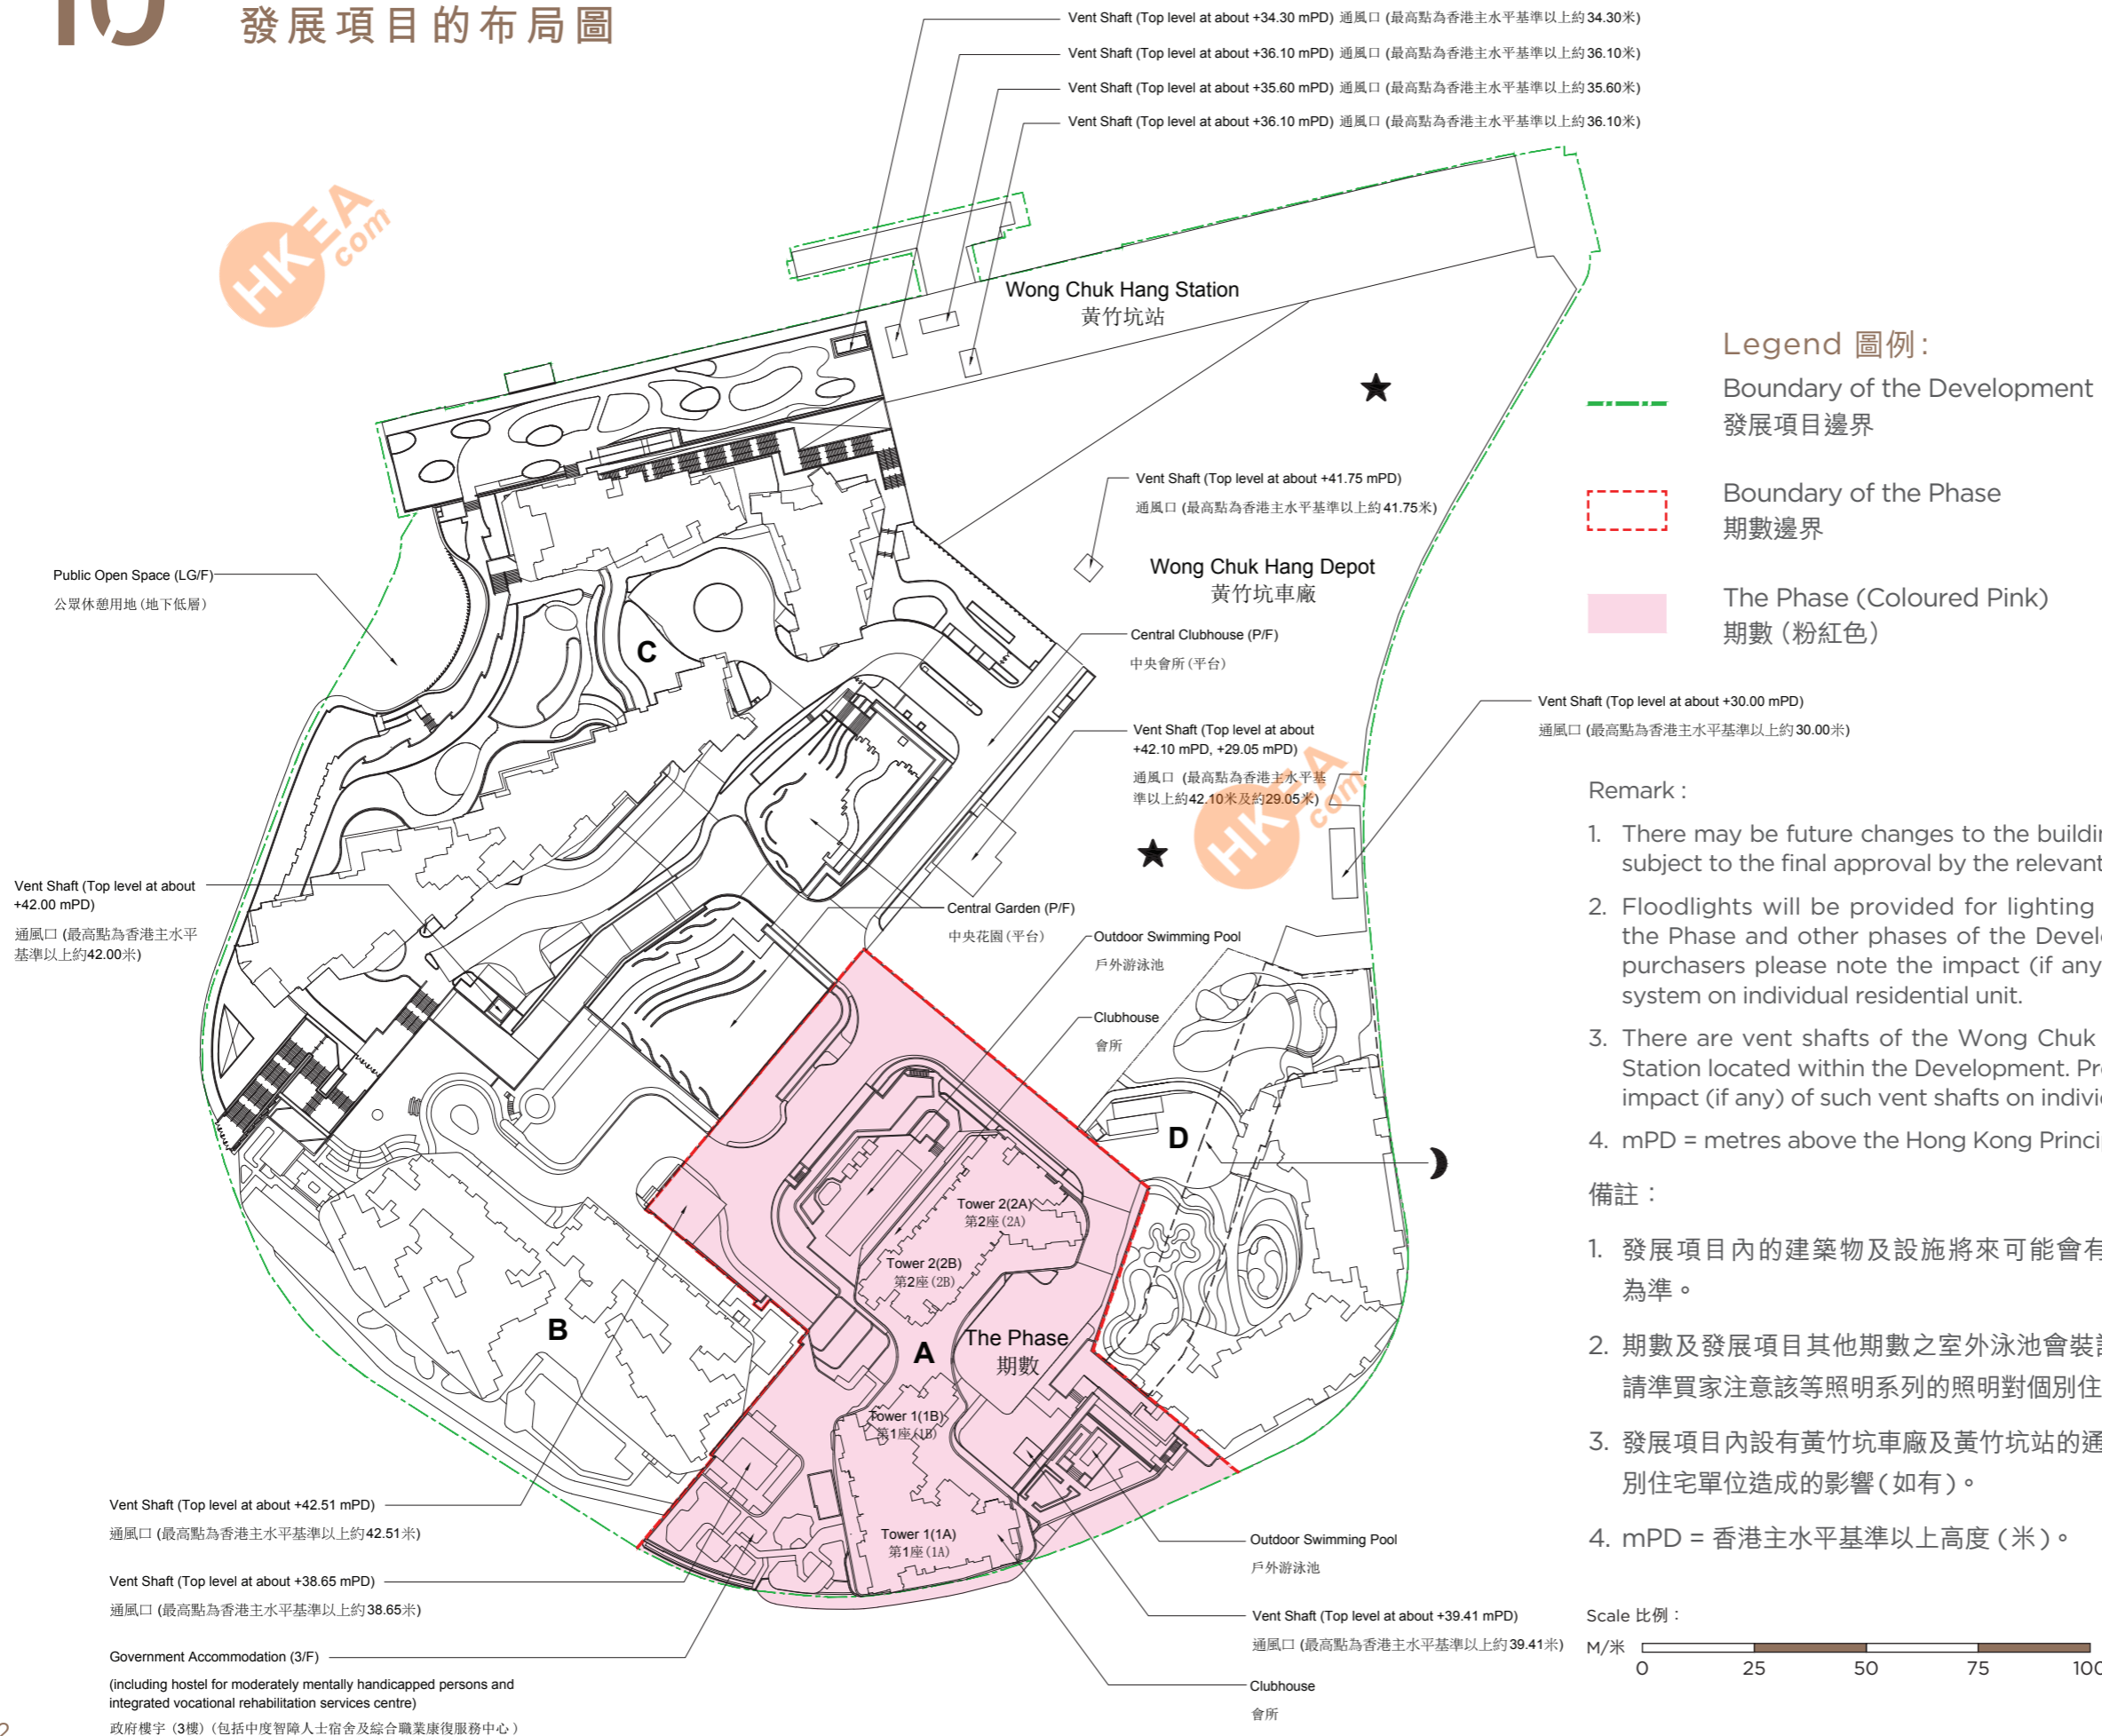 10
發展項目的布局圖
Vent Shaft (Top level at about +34.30 mPD) 通風口 (最高點為香港主水平基準以上約34.30米)
Vent Shaft (Top level at about +36.10 mPD) 通風口 (最高點為香港主水平基準以上約36.10米)
Vent Shaft (Top level at about +35.60 mPD) 通風口 (最高點為香港主水平基準以上約35.60米)
Vent Shaft (Top level at about +36.10 mPD) 通風口 (最高點為香港主水平基準以上約36.10米)
HKEA
com
Wong Chuk Hang Station
黃竹坑站
Vent Shaft (Top level at about +41.75 mPD)
通風口 (最高點為香港主水平基準以上約41.75米)
Wong Chuk Hang Depot
黃竹坑車廠
Public Open Space (LG/F)
公眾休憩用地(地下低層)
C
Central Clubhouse (P/F)
中央會所(平台)
Vent Shaft (Top level at about
+42.10 mPD, +29.05 mPD)
通風口 (最高點為香港主水平基
準以上約42.10米及約29.05米)
HKEA
com
Vent Shaft (Top level at about +30.00 mPD)
通風口 (最高點為香港主水平基準以上約30.00米)
Vent Shaft (Top level at about
+42.00 mPD)
通風口 (最高點為香港主水平
基準以上約42.00米)
Central Garden (P/F)
中央花園(平台)
Outdoor Swimming Pool
戶外游泳池
Clubhouse
會所
D
Tower 2(2A)
第2座(2A)
Tower 2(2B)
第2座(2B)
B
A
The Phase
期數
Tower 1(1B)
第1座(1B)
Tower 1(1A)
第1座(1A)
Vent Shaft (Top level at about +42.51 mPD)
通風口 (最高點為香港主水平基準以上約42.51米)
Vent Shaft (Top level at about +38.65 mPD)
通風口 (最高點為香港主水平基準以上約38.65米)
Government Accommodation (3/F)
(including hostel for moderately mentally handicapped persons and
integrated vocational rehabilitation services centre)
政府樓宇 (3樓) (包括中度智障人士宿舍及綜合職業康復服務中心)
Outdoor Swimming Pool
戶外游泳池
Vent Shaft (Top level at about +39.41 mPD)
通風口 (最高點為香港主水平基準以上約39.41米)
Clubhouse
會所
Legend 圖例:
Boundary of the Development
發展項目邊界
Boundary of the Phase
期數邊界
The Phase (Coloured Pink)
期數(粉紅色)
Remark :
1. There may be future changes to the buildin
subject to the final approval by the relevant
2. Floodlights will be provided for lighting
the Phase and other phases of the Devel
purchasers please note the impact (if any
system on individual residential unit.
3. There are vent shafts of the Wong Chuk
Station located within the Development. Pr
impact (if any) of such vent shafts on indivi
4. mPD = metres above the Hong Kong Princi
備註:
1. 發展項目內的建築物及設施將來可能會有
為準。
2. 期數及發展項目其他期數之室外泳池會裝
請準買家注意該等照明系列的照明對個別住
3. 發展項目內設有黃竹坑車廠及黃竹坑站的通
別住宅單位造成的影響(如有)。
4. mPD = 香港主水平基準以上高度(米)。
Scale 比例:
M/米
0 25 50 75 100
2